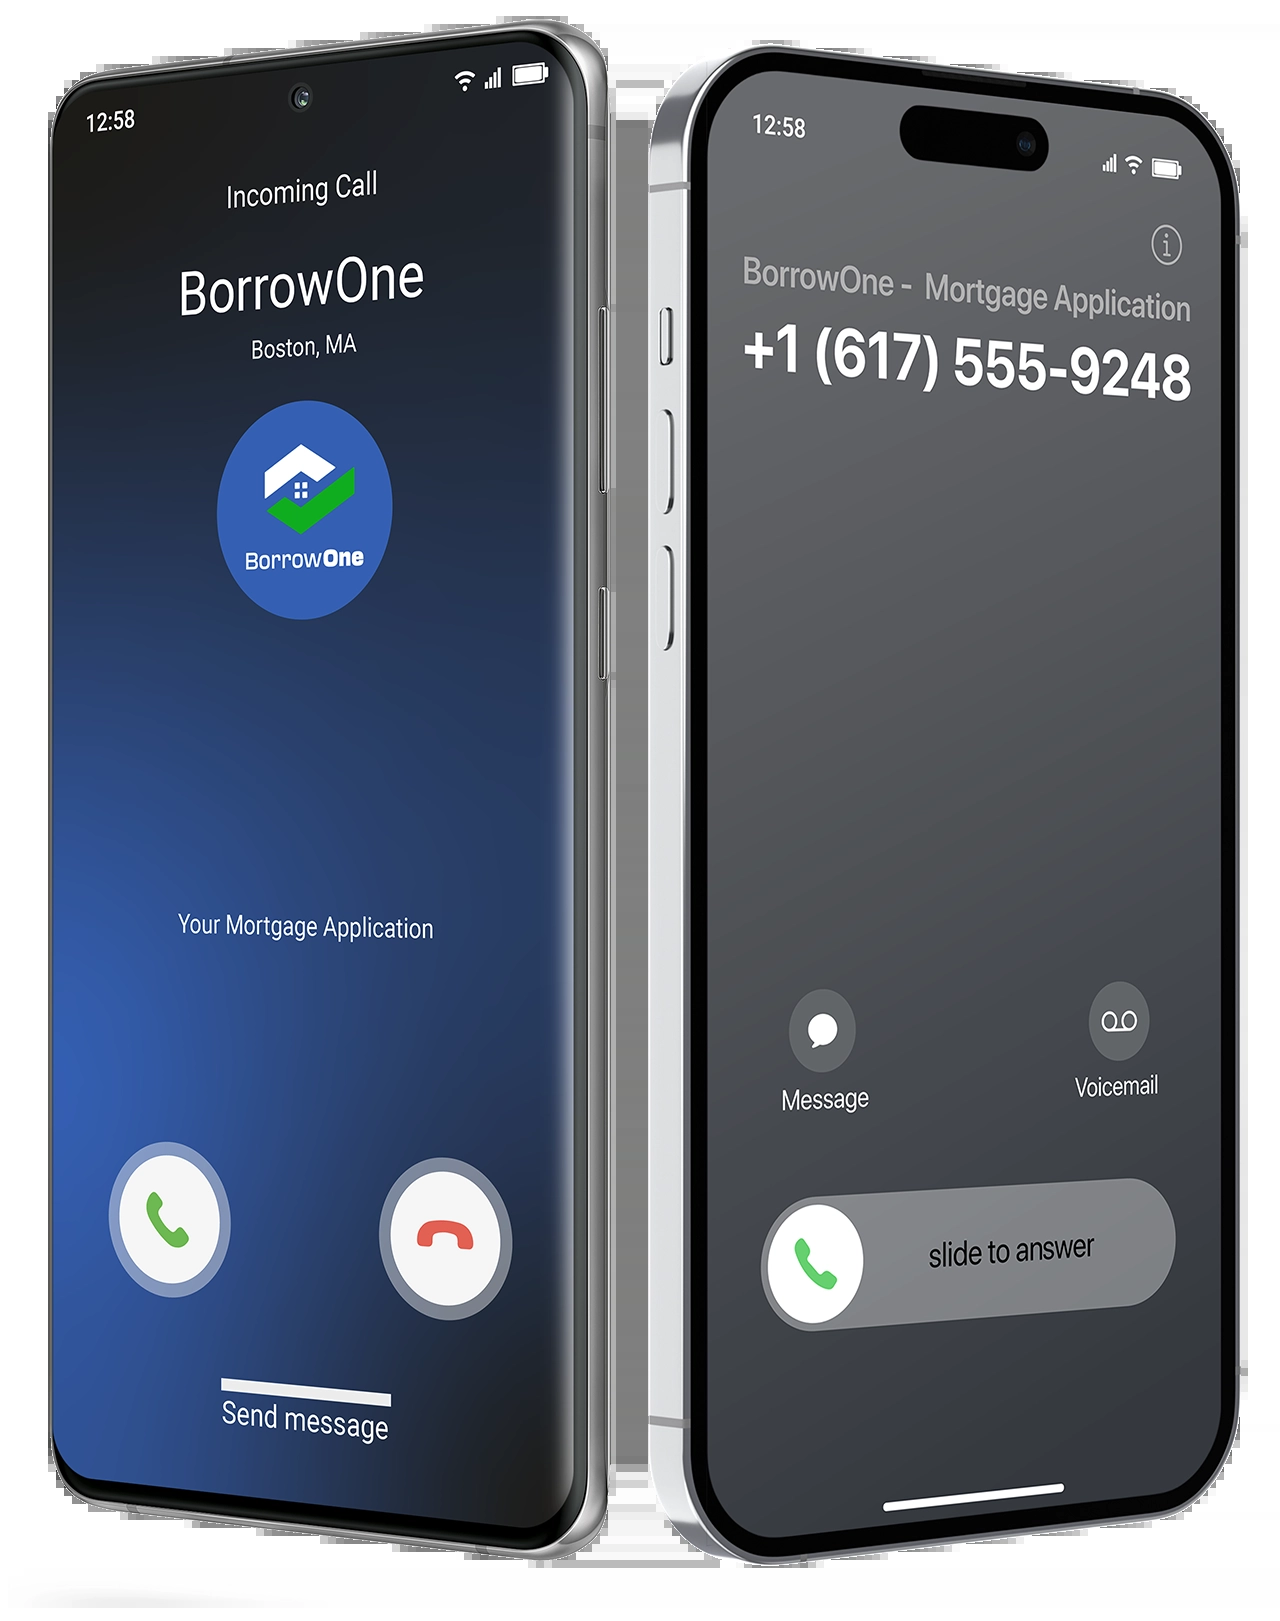 12:58
Incoming Call
BorrowOne
Boston, MA
BorrowOne
Your Mortgage Application
Send message
12:58
BorrowOne - Mortgage Application
+1 (617) 555-9248
Message
Voicemail
slide to answer